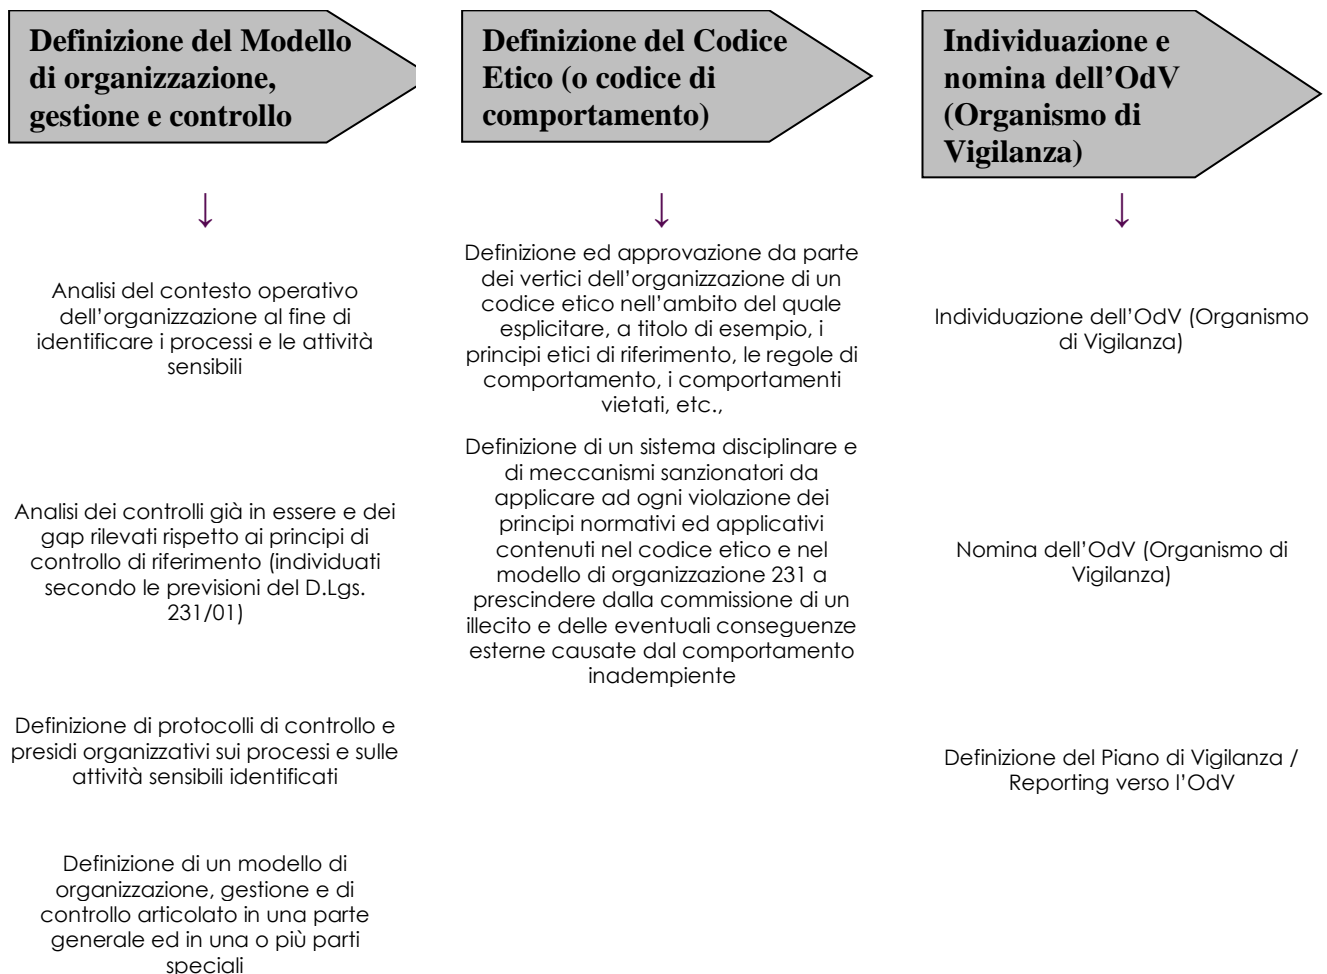 Definizione del Modello
di organizzazione,
gestione e controllo
↓
Analisi del contesto operativo
dell’organizzazione al fine di
identificare i processi e le attività
sensibili
Analisi dei controlli già in essere e dei
gap rilevati rispetto ai principi di
controllo di riferimento (individuati
secondo le previsioni del D.Lgs.
231/01)
Definizione di protocolli di controllo e
presidi organizzativi sui processi e sulle
attività sensibili identificati
Definizione di un modello di
organizzazione, gestione e di
controllo articolato in una parte
generale ed in una o più parti
speciali
Definizione del Codice
Etico (o codice di
comportamento)
↓
Definizione ed approvazione da parte
dei vertici dell’organizzazione di un
codice etico nell’ambito del quale
esplicitare, a titolo di esempio, i
principi etici di riferimento, le regole di
comportamento, i comportamenti
vietati, etc.,
Definizione di un sistema disciplinare e
di meccanismi sanzionatori da
applicare ad ogni violazione dei
principi normativi ed applicativi
contenuti nel codice etico e nel
modello di organizzazione 231 a
prescindere dalla commissione di un
illecito e delle eventuali conseguenze
esterne causate dal comportamento
inadempiente
Individuazione e
nomina dell’OdV
(Organismo di
Vigilanza)
↓
Individuazione dell’OdV (Organismo
di Vigilanza)
Nomina dell’OdV (Organismo di
Vigilanza)
Definizione del Piano di Vigilanza /
Reporting verso l’OdV